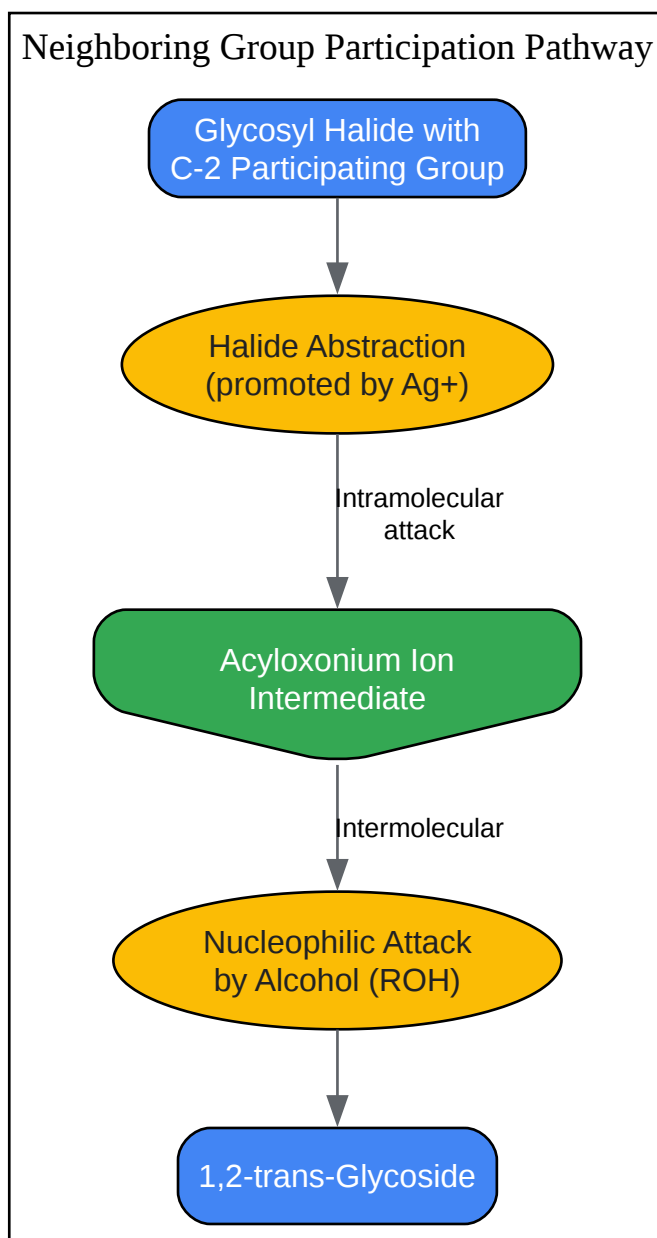 Neighboring Group Participation Pathway
Glycosyl Halide with
C-2 Participating Group
Halide Abstraction
(promoted by Ag+)
Intramolecular
attack
Acyloxonium Ion
Intermediate
Intermolecular
Nucleophilic Attack
by Alcohol (ROH)
1,2-trans-Glycoside